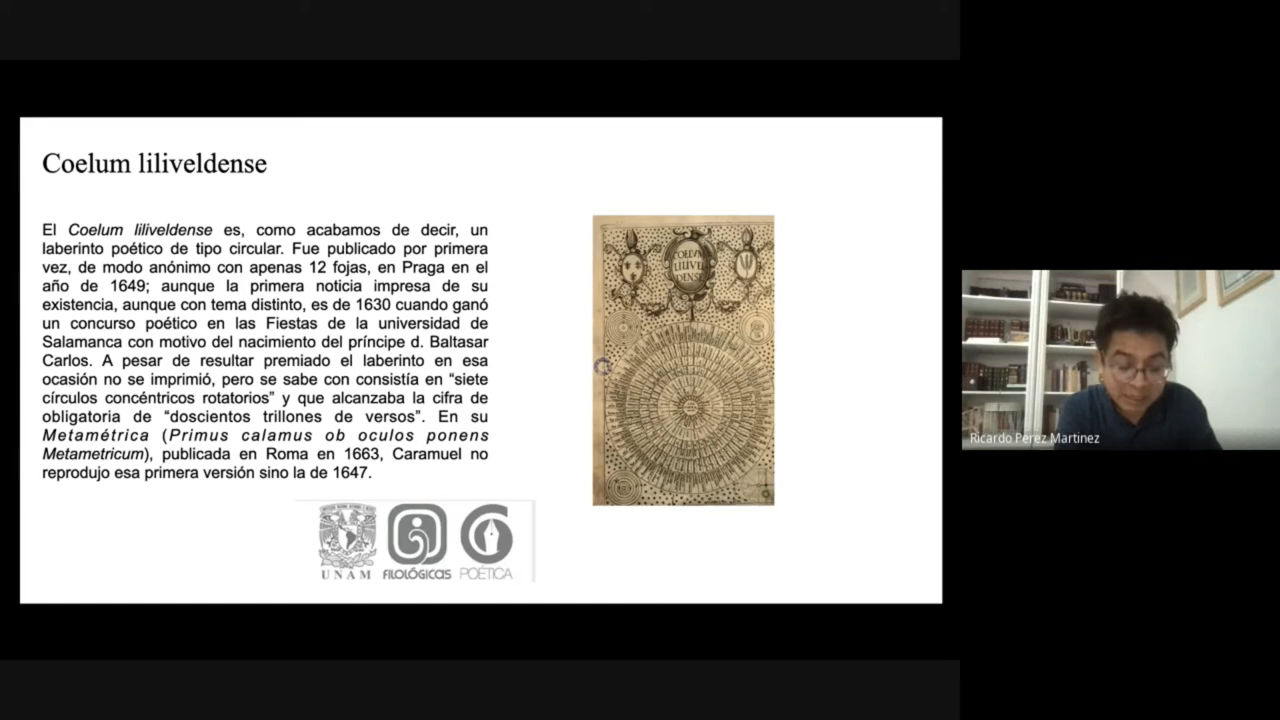 Coelum liliveldense
El Coelum liliveldense es, como acabamos de decir, un
laberinto poético de tipo circular. Fue publicado por primera
vez, de modo anónimo con apenas 12 fojas, en Praga en el
año de 1649; aunque la primera noticia impresa de su
existencia, aunque con tema distinto, es de 1630 cuando ganó
un concurso poético en las Fiestas de la universidad de
Salamanca con motivo del nacimiento del príncipe d. Baltasar
Carlos. A pesar de resultar premiado el laberinto en esa
ocasión no se imprimió, pero se sabe con consistía en “siete
círculos concéntricos rotatorios” y que alcanzaba la cifra de
obligatoria de “doscientos trillones de versos”. En su
Metamétrica (Primus calamus ob oculos ponens
Metametricum), publicada en Roma en 1663, Caramuel no
reprodujo esa primera versión sino la de 1647.
COELVM
LILIVEL
DENSE
UNAM
FILOLÓGICAS
POÉTICA
Ricardo Perez Martinez